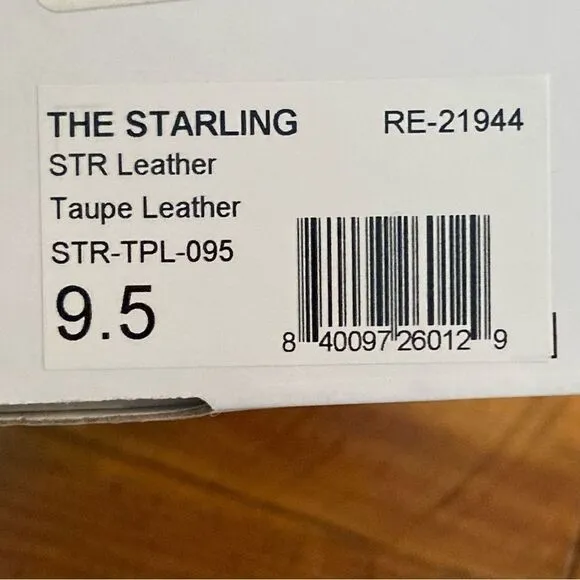 THE STARLING RE-21944
STR Leather
Taupe Leather
STR-TPL-095
9.5
8 40097 26012 9